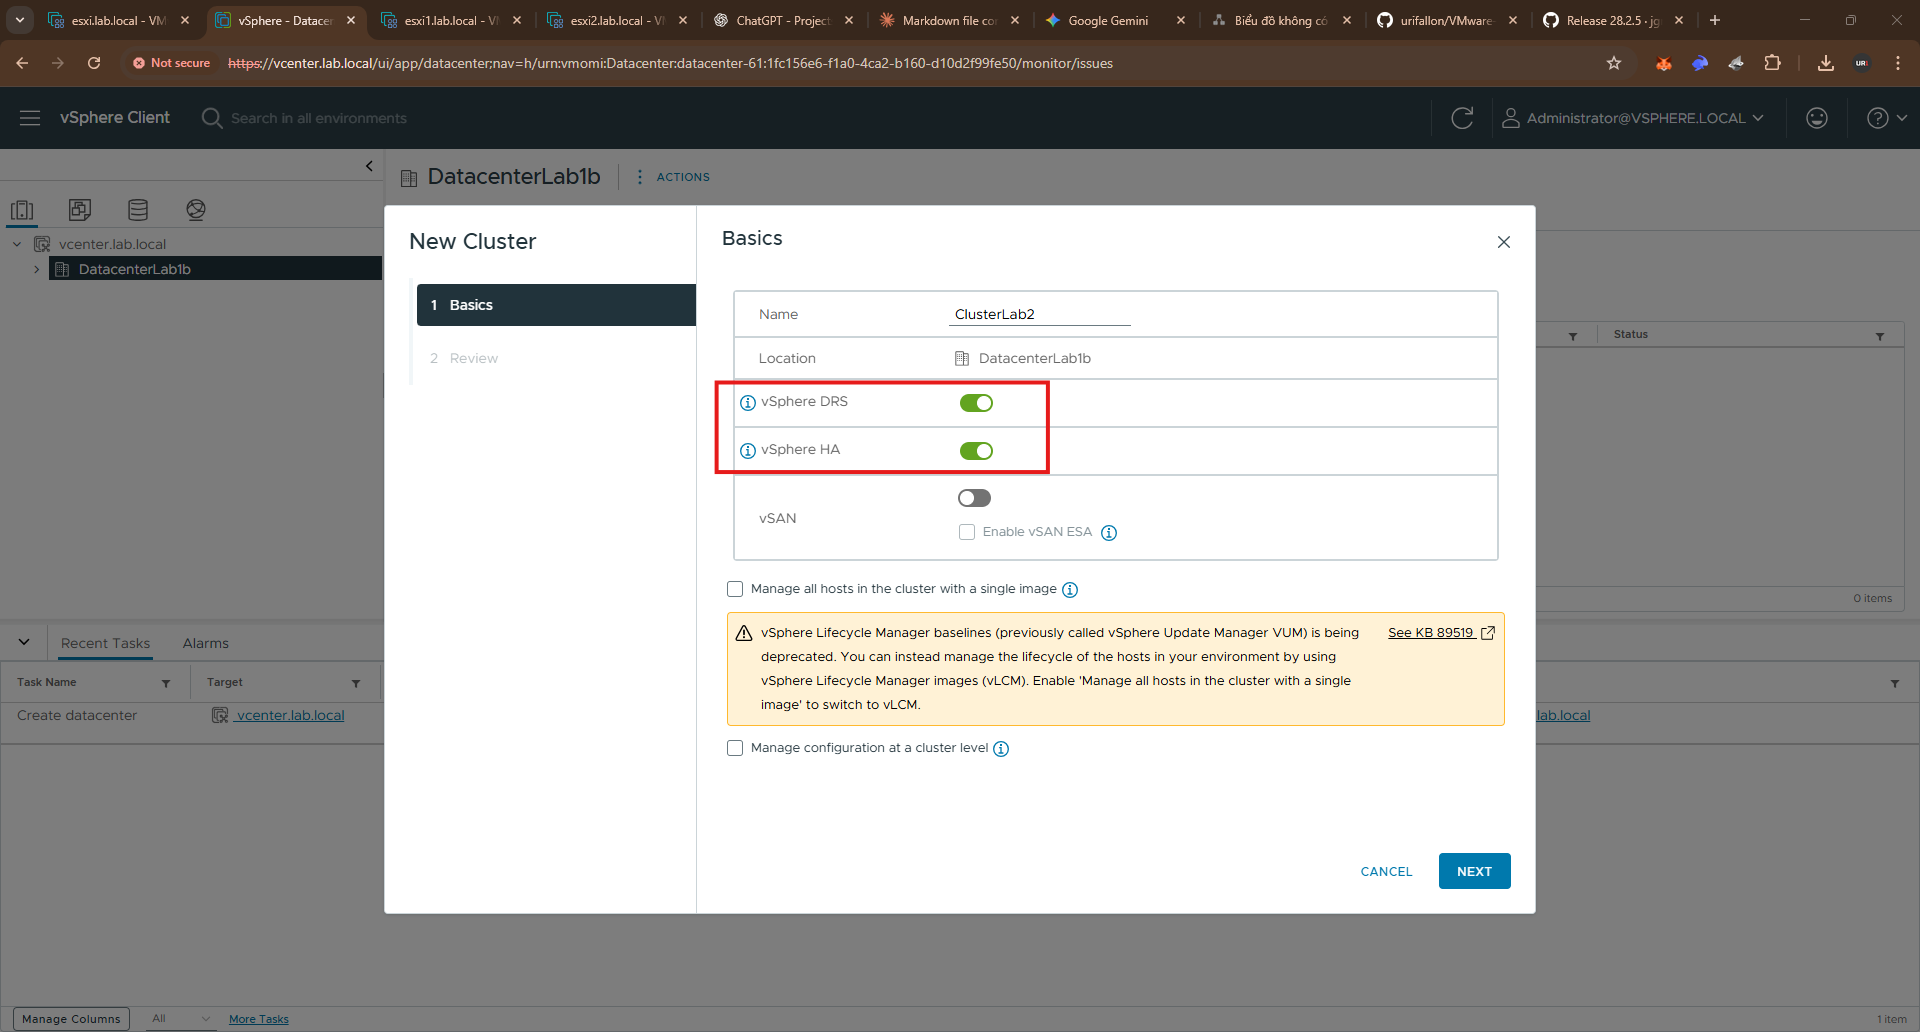 esxi.lab.local - VM
vSphere - Datacen
esxi1.lab.local - VM
esxi2.lab.local - VM
ChatGPT - Project
Markdown file co
Google Gemini
Biểu đồ không có
urifallon/VMware
Release 28.2.5 · jg
Not secure
https://vcenter.lab.local/ui/app/datacenter;nav=h/urn:vmomi:Datacenter:datacenter-61:1fc156e6-f1a0-4ca2-b160-d10d2f99fe50/monitor/issues
UR
vSphere Client
Search in all environments
Administrator@VSPHERE.LOCAL
DatacenterLab1b
ACTIONS
vcenter.lab.local
DatacenterLab1b
New Cluster
1 Basics
2 Review
Basics
Name ClusterLab2
Location DatacenterLab1b
vSphere DRS
vSphere HA
vSAN
Enable vSAN ESA
Manage all hosts in the cluster with a single image
vSphere Lifecycle Manager baselines (previously called vSphere Update Manager VUM) is being
deprecated. You can instead manage the lifecycle of the hosts in your environment by using
vSphere Lifecycle Manager images (vLCM). Enable 'Manage all hosts in the cluster with a single
image' to switch to vLCM.
See KB 89519
Manage configuration at a cluster level
CANCEL
NEXT
Status
0 items
Recent Tasks
Alarms
Task Name
Target
Create datacenter
vcenter.lab.local
lab.local
Manage Columns
All
More Tasks
1 item